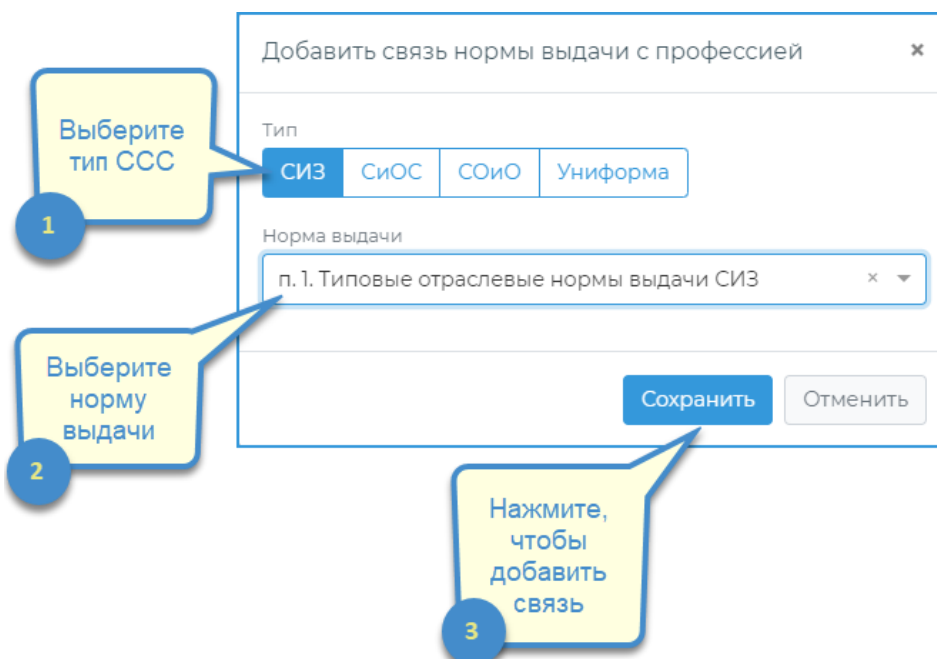 Добавить связь нормы выдачи с профессией ×
Выберите
тип ССС
1
Тип
СИЗ СиОС СОиО Униформа
Норма выдачи
п. 1. Типовые отраслевые нормы выдачи СИЗ ×
Выберите
норму
выдачи
2
Сохранить Отменить
Нажмите,
чтобы
добавить
связь
3